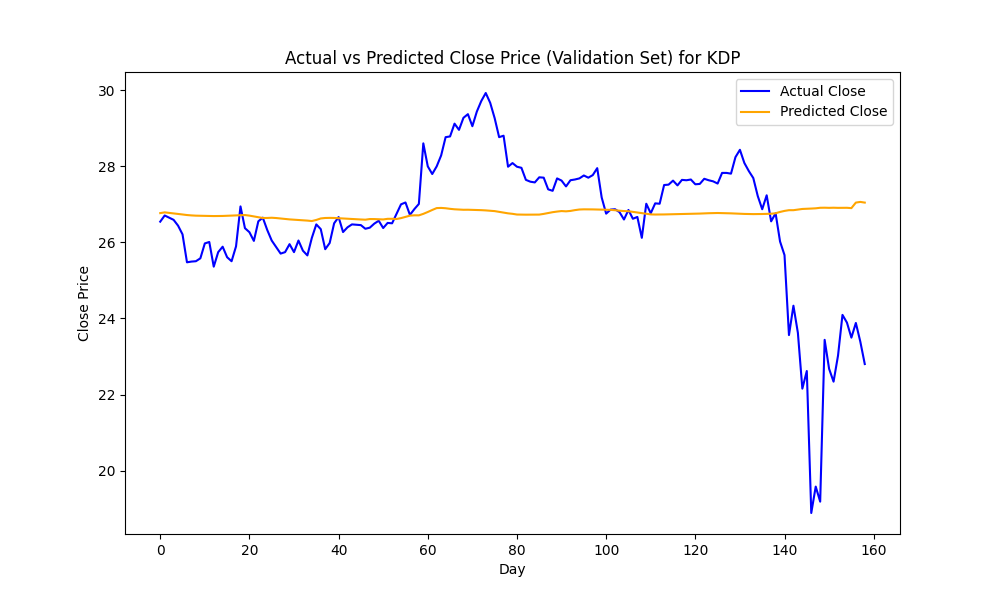 Actual vs Predicted Close Price (Validation Set) for KDP
Actual Close
Predicted Close
Close Price
30
28
26
24
22
20
0 20 40 60 80 100 120 140 160
Day